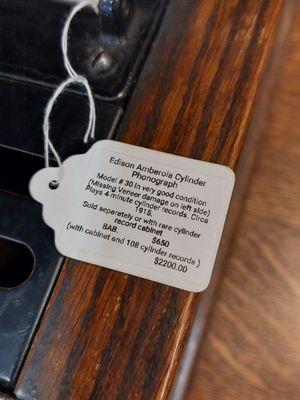 Edison Amberola Cylinder
Phonograph
Model # 30 In very good condition
(Missing Veneer damage on left side)
Plays 4-minute cylinder records. Circa
1915.
Sold separately or with rare cylinder
record cabinet
BAB. $650
(with cabinet and 108 cylinder records )
$2200.00